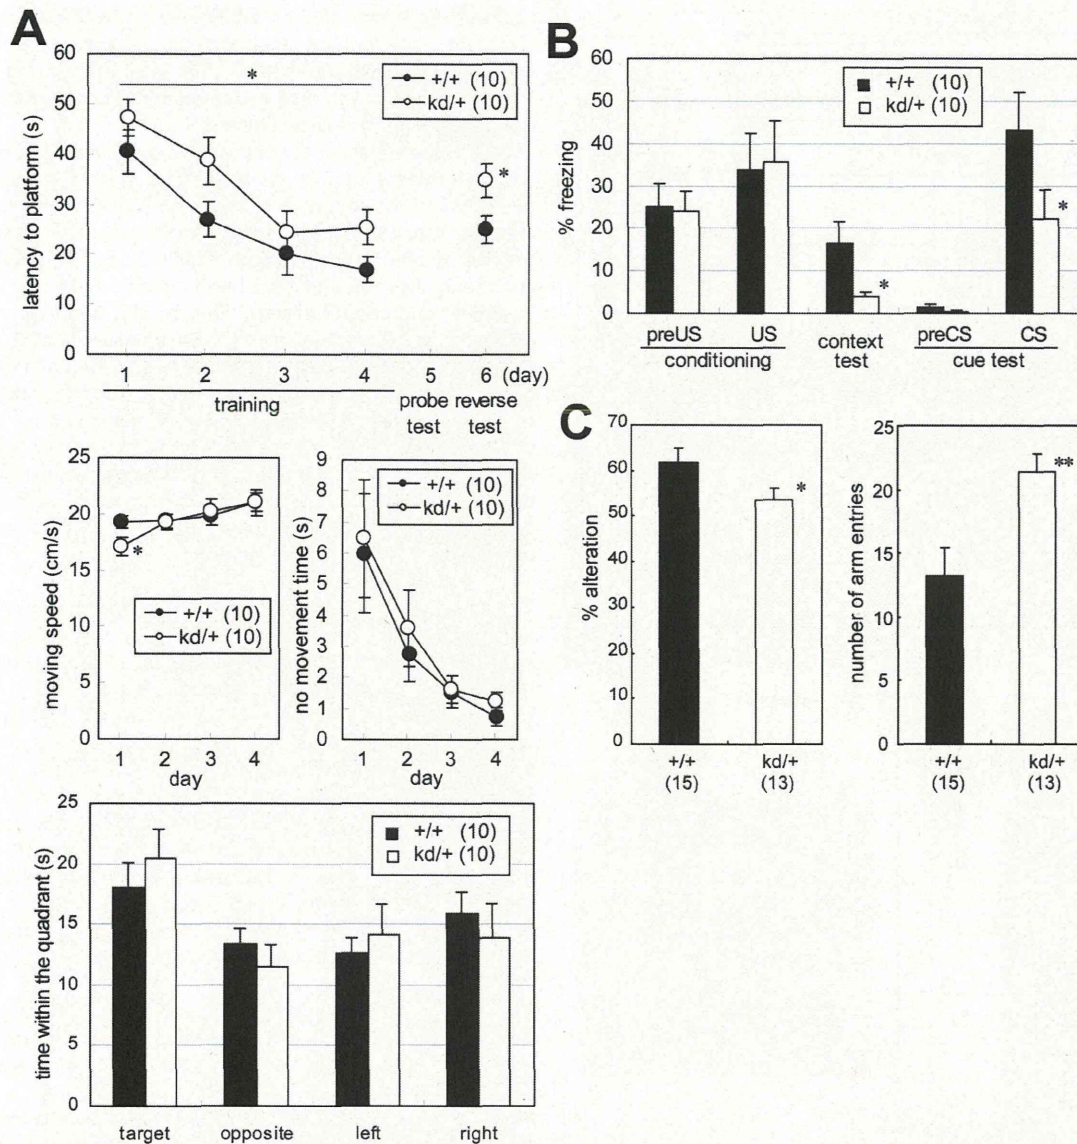 A
60
50
40
30
20
10
0
latency to platform (s)
*
+/+ (10)
kd/+ (10)
*
1 2 3 4 5 6 (day)
training
probe reverse
test test
25
20
15
10
5
0
moving speed (cm/s)
*
+/+ (10)
kd/+ (10)
1 2 3 4
day
9
8
7
6
5
4
3
2
1
0
no movement time (s)
+/+ (10)
kd/+ (10)
1 2 3 4
day
25
20
15
10
5
0
time within the quadrant (s)
+/+ (10)
kd/+ (10)
target opposite left right
B
60
50
40
30
20
10
0
% freezing
+/+ (10)
kd/+ (10)
*
*
preUS US context preCS CS
conditioning test cue test
C
70
60
50
40
30
20
10
0
% alteration
*
+/+ kd/+
(15) (13)
25
20
15
10
5
0
number of arm entries
**
+/+ kd/+
(15) (13)